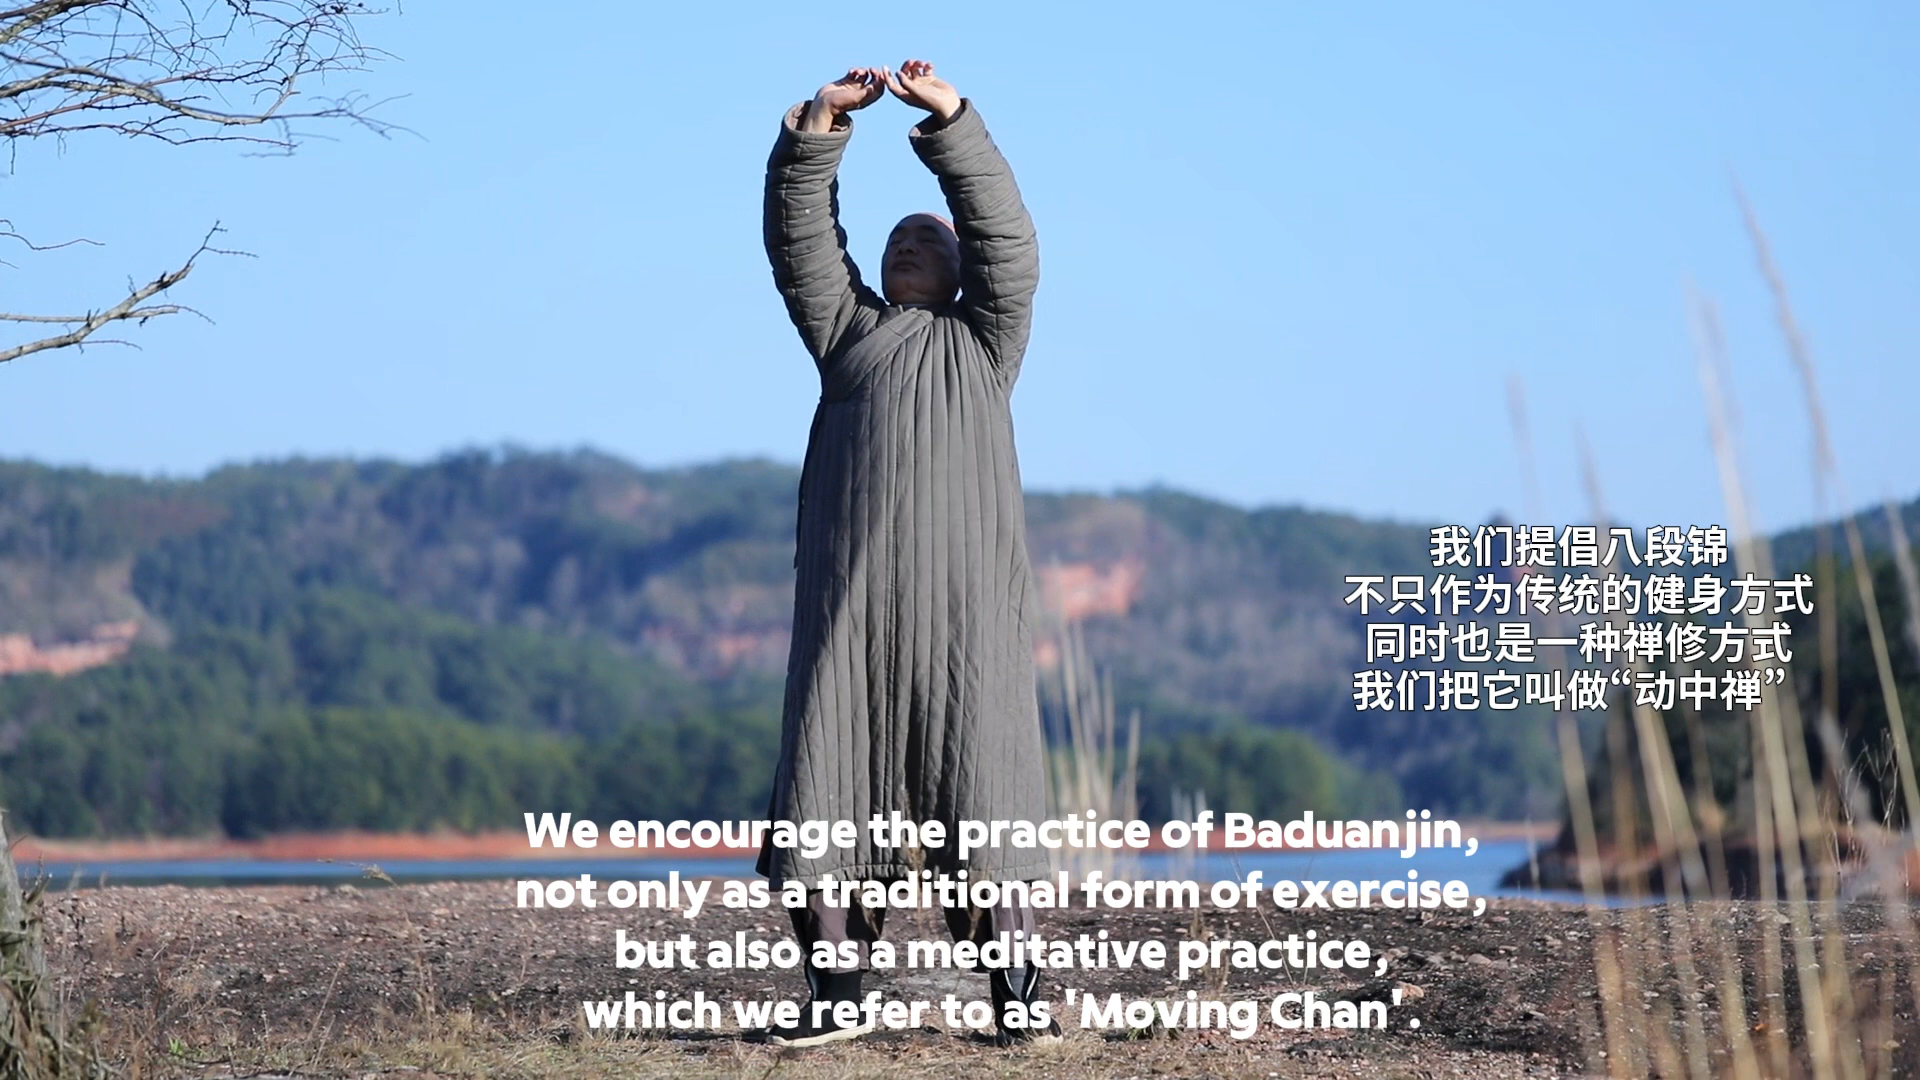 我们提倡八段锦
不只作为传统的健身方式
同时也是一种禅修方式
我们把它叫做“动中禅”
We encourage the practice of Baduanjin,
not only as a traditional form of exercise,
but also as a meditative practice,
which we refer to as 'Moving Chan'.